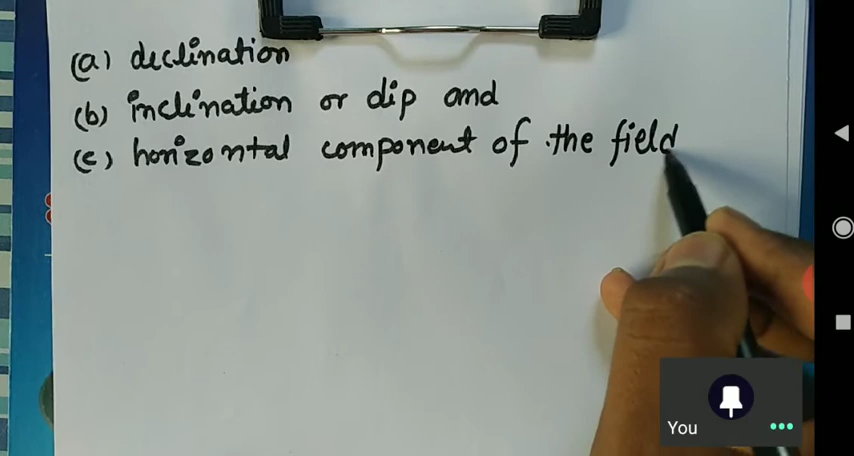 (a) declination
(b) inclination or dip and
(c) horizontal component of the field
You